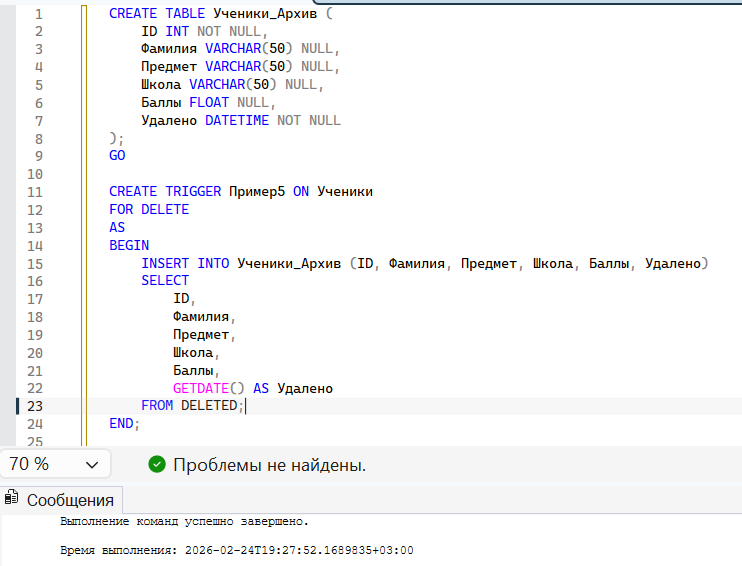 1 CREATE TABLE Ученики_Архив (
2 ID INT NOT NULL,
3 Фамилия VARCHAR(50) NULL,
4 Предмет VARCHAR(50) NULL,
5 Школа VARCHAR(50) NULL,
6 Баллы FLOAT NULL,
7 Удалено DATETIME NOT NULL
8 );
9 GO
10
11 CREATE TRIGGER Пример5 ON Ученики
12 FOR DELETE
13 AS
14 BEGIN
15 INSERT INTO Ученики_Архив (ID, Фамилия, Предмет, Школа, Баллы, Удалено)
16 SELECT
17 ID,
18 Фамилия,
19 Предмет,
20 Школа,
21 Баллы,
22 GETDATE() AS Удалено
23 FROM DELETED;
24 END;
25
70 %
Проблемы не найдены.
Сообщения
Выполнение команд успешно завершено.
Время выполнения: 2026-02-24T19:27:52.1689835+03:00